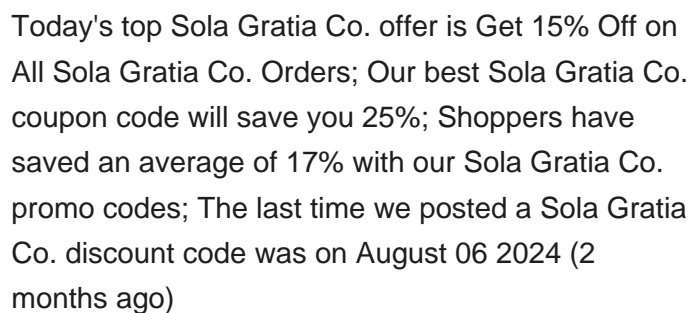 Today's top Sola Gratia Co. offer is Get 15% Off on
All Sola Gratia Co. Orders; Our best Sola Gratia Co.
coupon code will save you 25%; Shoppers have
saved an average of 17% with our Sola Gratia Co.
promo codes; The last time we posted a Sola Gratia
Co. discount code was on August 06 2024 (2
months ago)